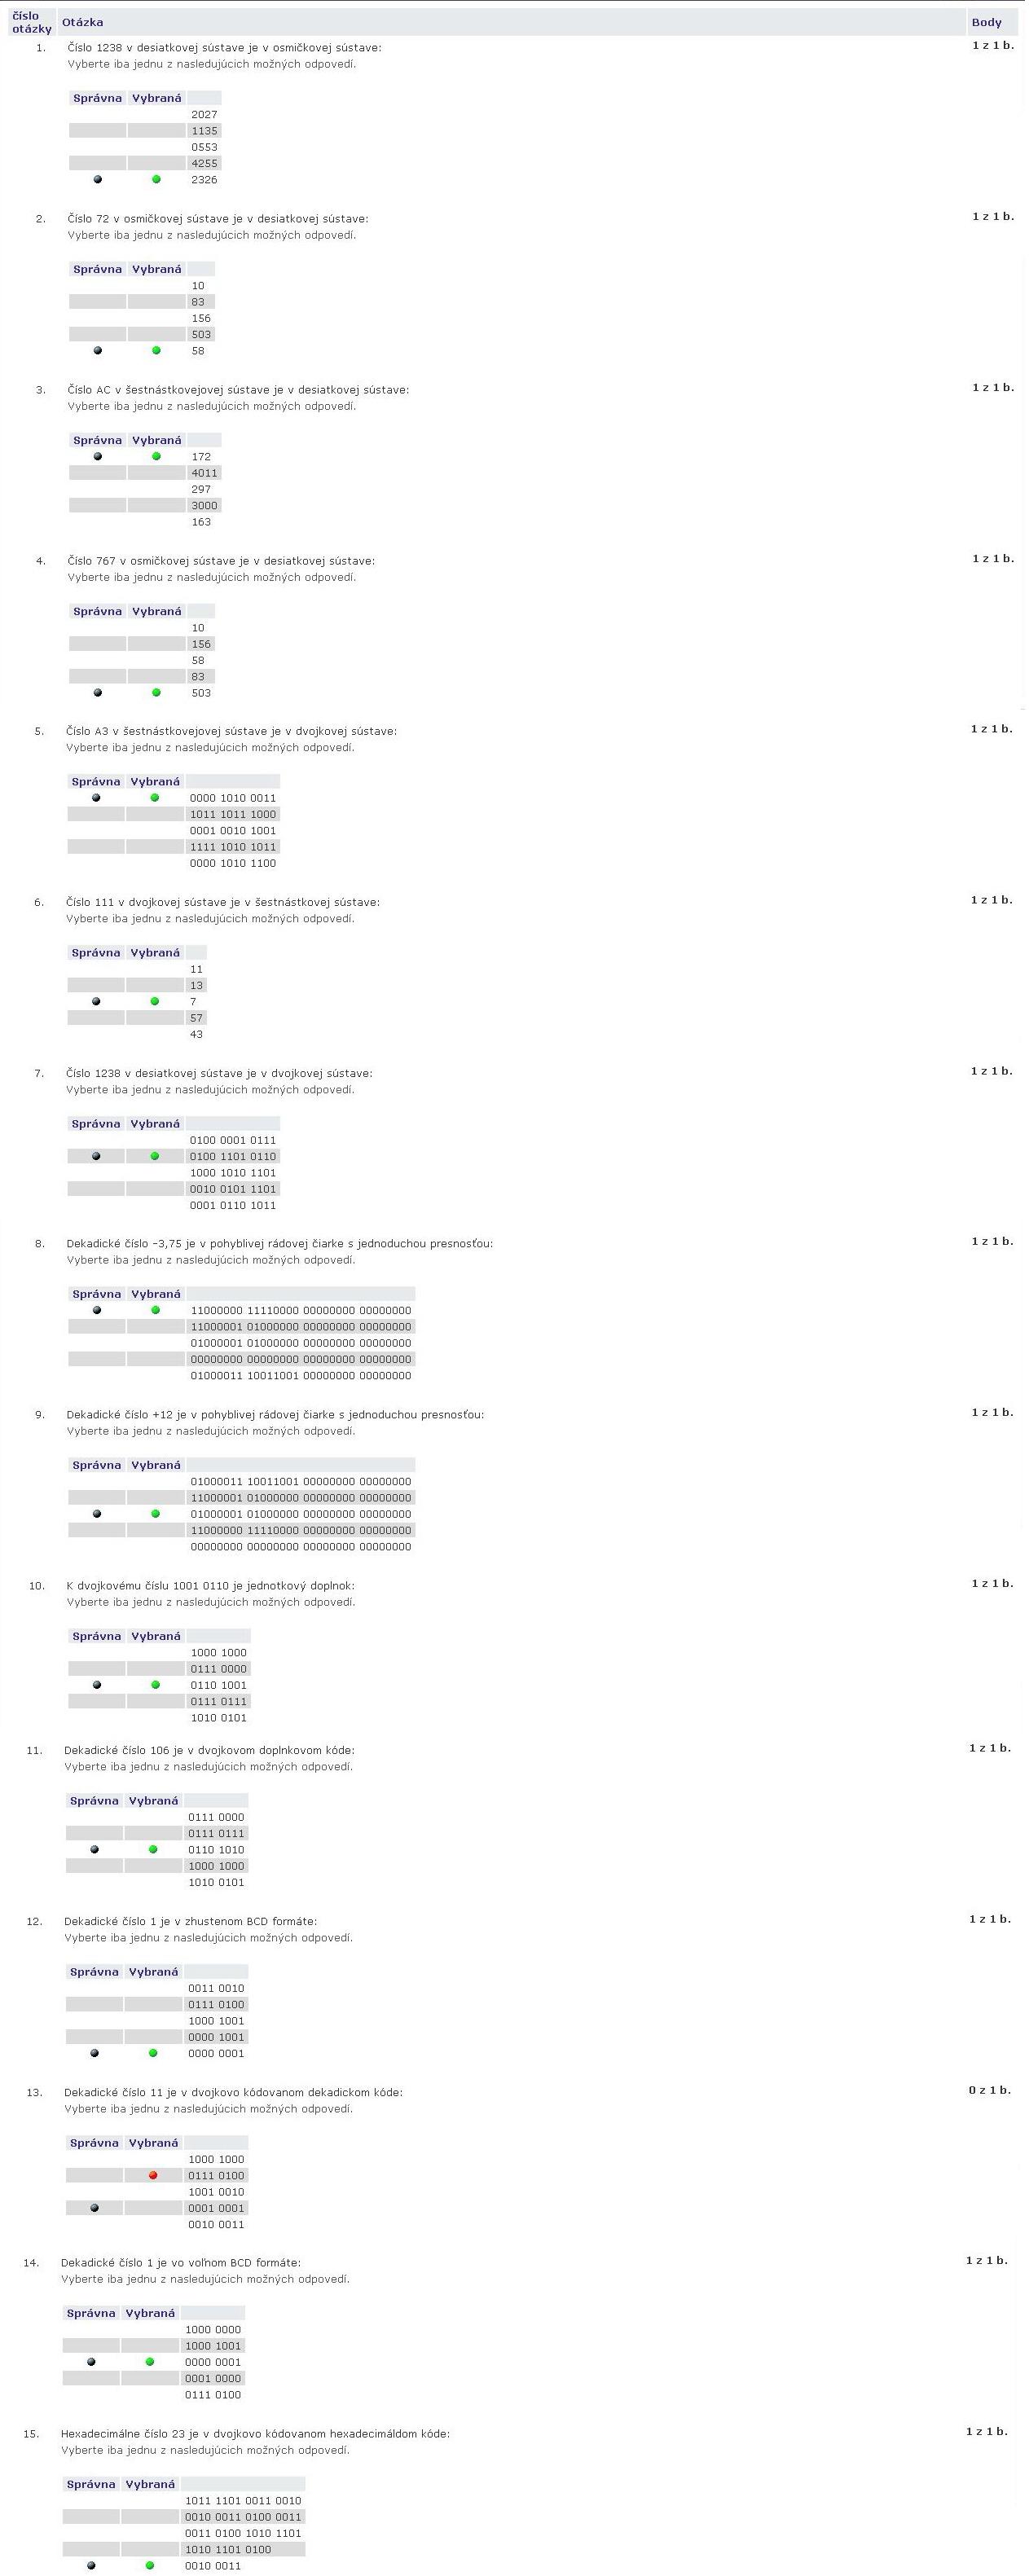 číslo otázky Otázka Body
1. Číslo 1238 v desiatkovej sústave je v osmičkovej sústave: 1 z 1 b.
Vyberte iba jednu z nasledujúcich možných odpovedí.
Správna Vybraná
2027
1135
0553
4255
2326
2. Číslo 72 v osmičkovej sústave je v desiatkovej sústave: 1 z 1 b.
Vyberte iba jednu z nasledujúcich možných odpovedí.
Správna Vybraná
10
83
156
503
58
3. Číslo AC v šestnástkovejovej sústave je v desiatkovej sústave: 1 z 1 b.
Vyberte iba jednu z nasledujúcich možných odpovedí.
Správna Vybraná
172
4011
297
3000
163
4. Číslo 767 v osmičkovej sústave je v desiatkovej sústave: 1 z 1 b.
Vyberte iba jednu z nasledujúcich možných odpovedí.
Správna Vybraná
10
156
58
83
503
5. Číslo A3 v šestnástkovejovej sústave je v dvojkovej sústave: 1 z 1 b.
Vyberte iba jednu z nasledujúcich možných odpovedí.
Správna Vybraná
0000 1010 0011
1011 1011 1000
0001 0010 1001
1111 1010 1011
0000 1010 1100
6. Číslo 111 v dvojkovej sústave je v šestnástkovej sústave: 1 z 1 b.
Vyberte iba jednu z nasledujúcich možných odpovedí.
Správna Vybraná
11
13
7
57
43
7. Číslo 1238 v desiatkovej sústave je v dvojkovej sústave: 1 z 1 b.
Vyberte iba jednu z nasledujúcich možných odpovedí.
Správna Vybraná
0100 0001 0111
0100 1101 0110
1000 1010 1101
0010 0101 1101
0001 0110 1011
8. Dekadické číslo -3,75 je v pohyblivej rádovej čiarke s jednoduchou presnosťou: 1 z 1 b.
Vyberte iba jednu z nasledujúcich možných odpovedí.
Správna Vybraná
11000000 11110000 00000000 00000000
11000001 01000000 00000000 00000000
01000001 01000000 00000000 00000000
00000000 00000000 00000000 00000000
01000011 10011001 00000000 00000000
9. Dekadické číslo +12 je v pohyblivej rádovej čiarke s jednoduchou presnosťou: 1 z 1 b.
Vyberte iba jednu z nasledujúcich možných odpovedí.
Správna Vybraná
01000011 10011001 00000000 00000000
11000001 01000000 00000000 00000000
01000001 01000000 00000000 00000000
11000000 11110000 00000000 00000000
00000000 00000000 00000000 00000000
10. K dvojkovému číslu 1001 0110 je jednotkový doplnok: 1 z 1 b.
Vyberte iba jednu z nasledujúcich možných odpovedí.
Správna Vybraná
1000 1000
0111 0000
0110 1001
0111 0111
1010 0101
11. Dekadické číslo 106 je v dvojkovom doplnkovom kóde: 1 z 1 b.
Vyberte iba jednu z nasledujúcich možných odpovedí.
Správna Vybraná
0111 0000
0111 0111
0110 1010
1000 1000
1010 0101
12. Dekadické číslo 1 je v zhustenom BCD formáte: 1 z 1 b.
Vyberte iba jednu z nasledujúcich možných odpovedí.
Správna Vybraná
0011 0010
0111 0100
1000 1001
0000 1001
0000 0001
13. Dekadické číslo 11 je v dvojkovo kódovanom dekadickom kóde: 0 z 1 b.
Vyberte iba jednu z nasledujúcich možných odpovedí.
Správna Vybraná
1000 1000
0111 0100
1001 0010
0001 0001
0010 0011
14. Dekadické číslo 1 je vo voľnom BCD formáte: 1 z 1 b.
Vyberte iba jednu z nasledujúcich možných odpovedí.
Správna Vybraná
1000 0000
1000 1001
0000 0001
0001 0000
0111 0100
15. Hexadecimálne číslo 23 je v dvojkovo kódovanom hexadecimáldom kóde: 1 z 1 b.
Vyberte iba jednu z nasledujúcich možných odpovedí.
Správna Vybraná
1011 1101 0011 0010
0010 0011 0100 0011
0011 0100 1010 1101
1010 1101 0100
0010 0011